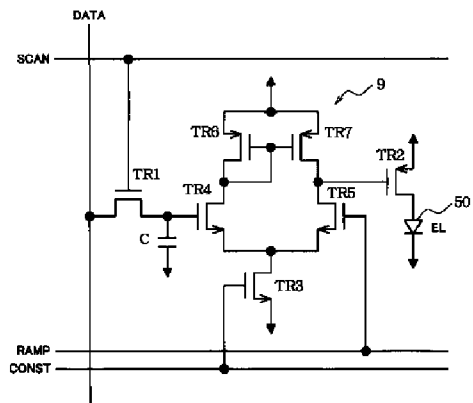 DATA
SCAN
9
TR6
TR7
TR2
TR1
TR4
TR5
50
EL
C
TR3
RAMP
CONST